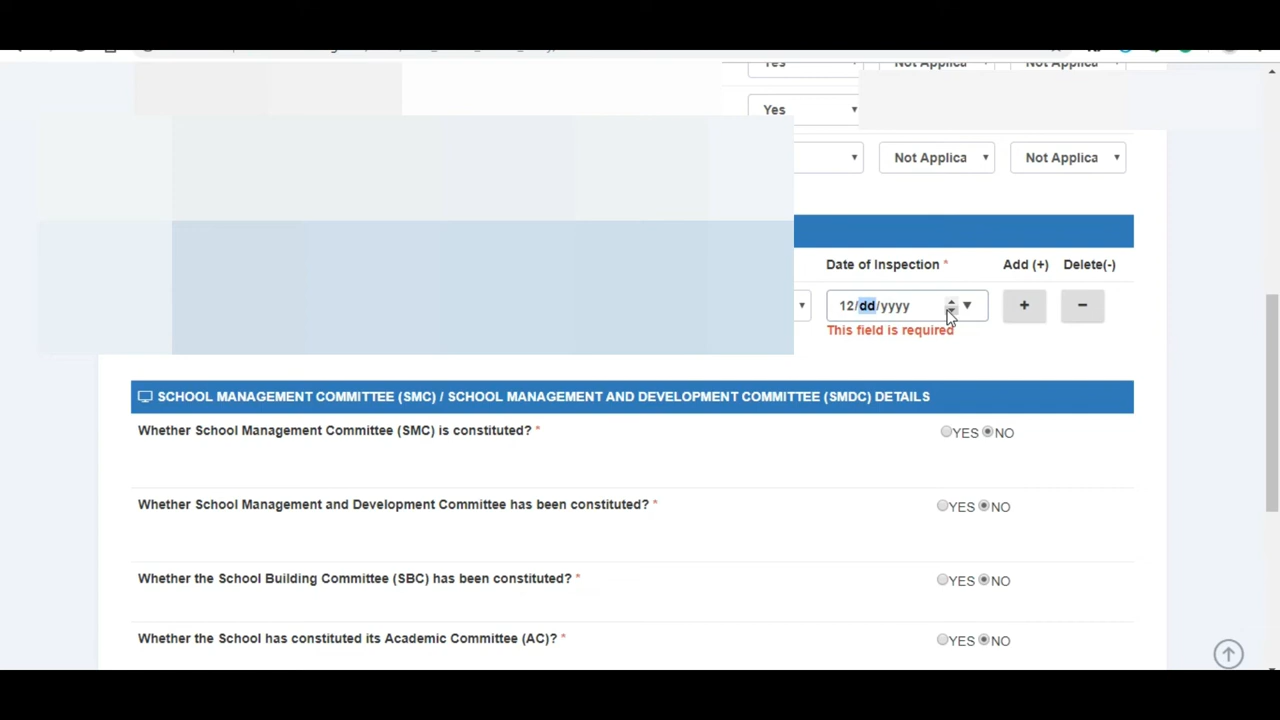 Yes Not Applica Not Applica
Yes
Not Applica Not Applica
Date of Inspection * Add (+) Delete(-)
12/dd/yyyy + −
This field is required
SCHOOL MANAGEMENT COMMITTEE (SMC) / SCHOOL MANAGEMENT AND DEVELOPMENT COMMITTEE (SMDC) DETAILS
Whether School Management Committee (SMC) is constituted? * YES NO
Whether School Management and Development Committee has been constituted? * YES NO
Whether the School Building Committee (SBC) has been constituted? * YES NO
Whether the School has constituted its Academic Committee (AC)? * YES NO